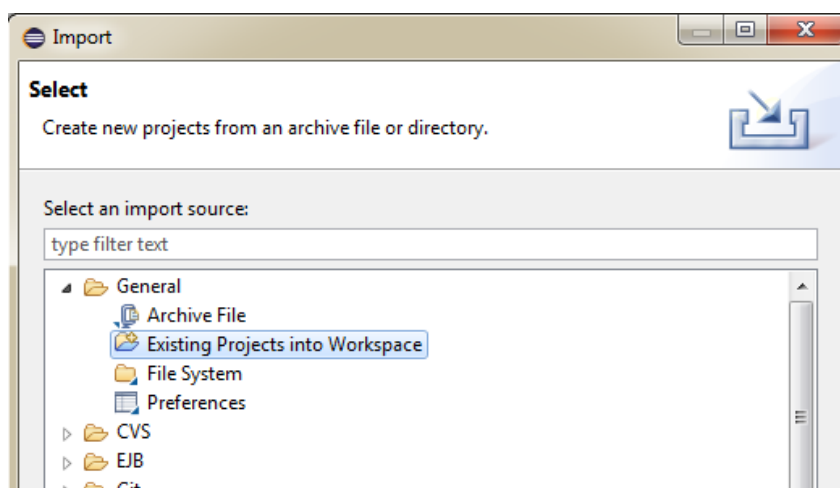 Import
Select
Create new projects from an archive file or directory.
Select an import source:
type filter text
General
Archive File
Existing Projects into Workspace
File System
Preferences
CVS
EJB